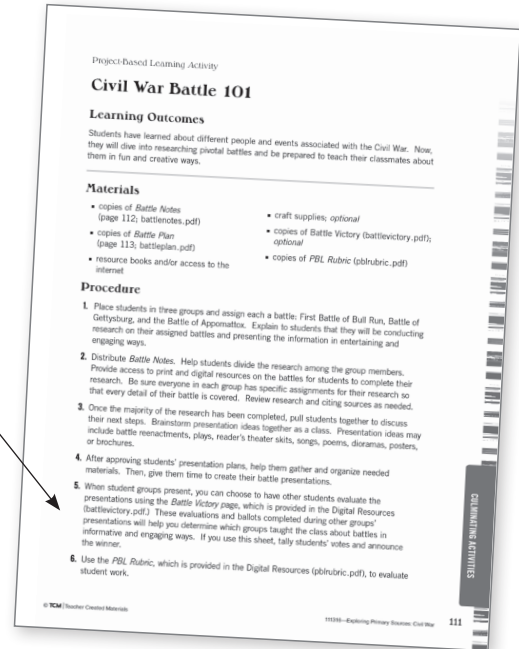 Project-Based Learning Activity
Civil War Battle 101
Learning Outcomes
Students have learned about different people and events associated with the Civil War. Now,
they will dive into researching pivotal battles and be prepared to teach their classmates about
them in fun and creative ways.
Materials
• copies of Battle Notes
(page 112; battlenotes.pdf)
• copies of Battle Plan
(page 113; battleplan.pdf)
• resource books and/or access to the
internet
• craft supplies; optional
• copies of Battle Victory (battlevictory.pdf);
optional
• copies of PBL Rubric (pblrubric.pdf)
Procedure
1. Place students in three groups and assign each a battle: First Battle of Bull Run, Battle of
Gettysburg, and the Battle of Appomattox. Explain to students that they will be conducting
research on their assigned battles and presenting the information in entertaining and
engaging ways.
2. Distribute Battle Notes. Help students divide the research among the group members.
Provide access to print and digital resources on the battles for students to complete their
research. Be sure everyone in each group has specific assignments for their research so
that every detail of their battle is covered. Review research and citing sources as needed.
3. Once the majority of the research has been completed, pull students together to discuss
their next steps. Brainstorm presentation ideas together as a class. Presentation ideas may
include battle reenactments, plays, reader's theater skits, songs, poems, dioramas, posters,
or brochures.
4. After approving students' presentation plans, help them gather and organize needed
materials. Then, give them time to create their battle presentations.
5. When student groups present, you can choose to have other students evaluate the
presentations using the Battle Victory page, which is provided in the Digital Resources
(battlevictory.pdf.) These evaluations and ballots completed during other groups'
presentations will help you determine which groups taught the class about battles in
informative and engaging ways. If you use this sheet, tally students' votes and announce
the winner.
6. Use the PBL Rubric, which is provided in the Digital Resources (pblrubric.pdf), to evaluate
student work.
CULMINATING ACTIVITIES
© TCM | Teacher Created Materials
111319—Exploring Primary Sources: Civil War 111